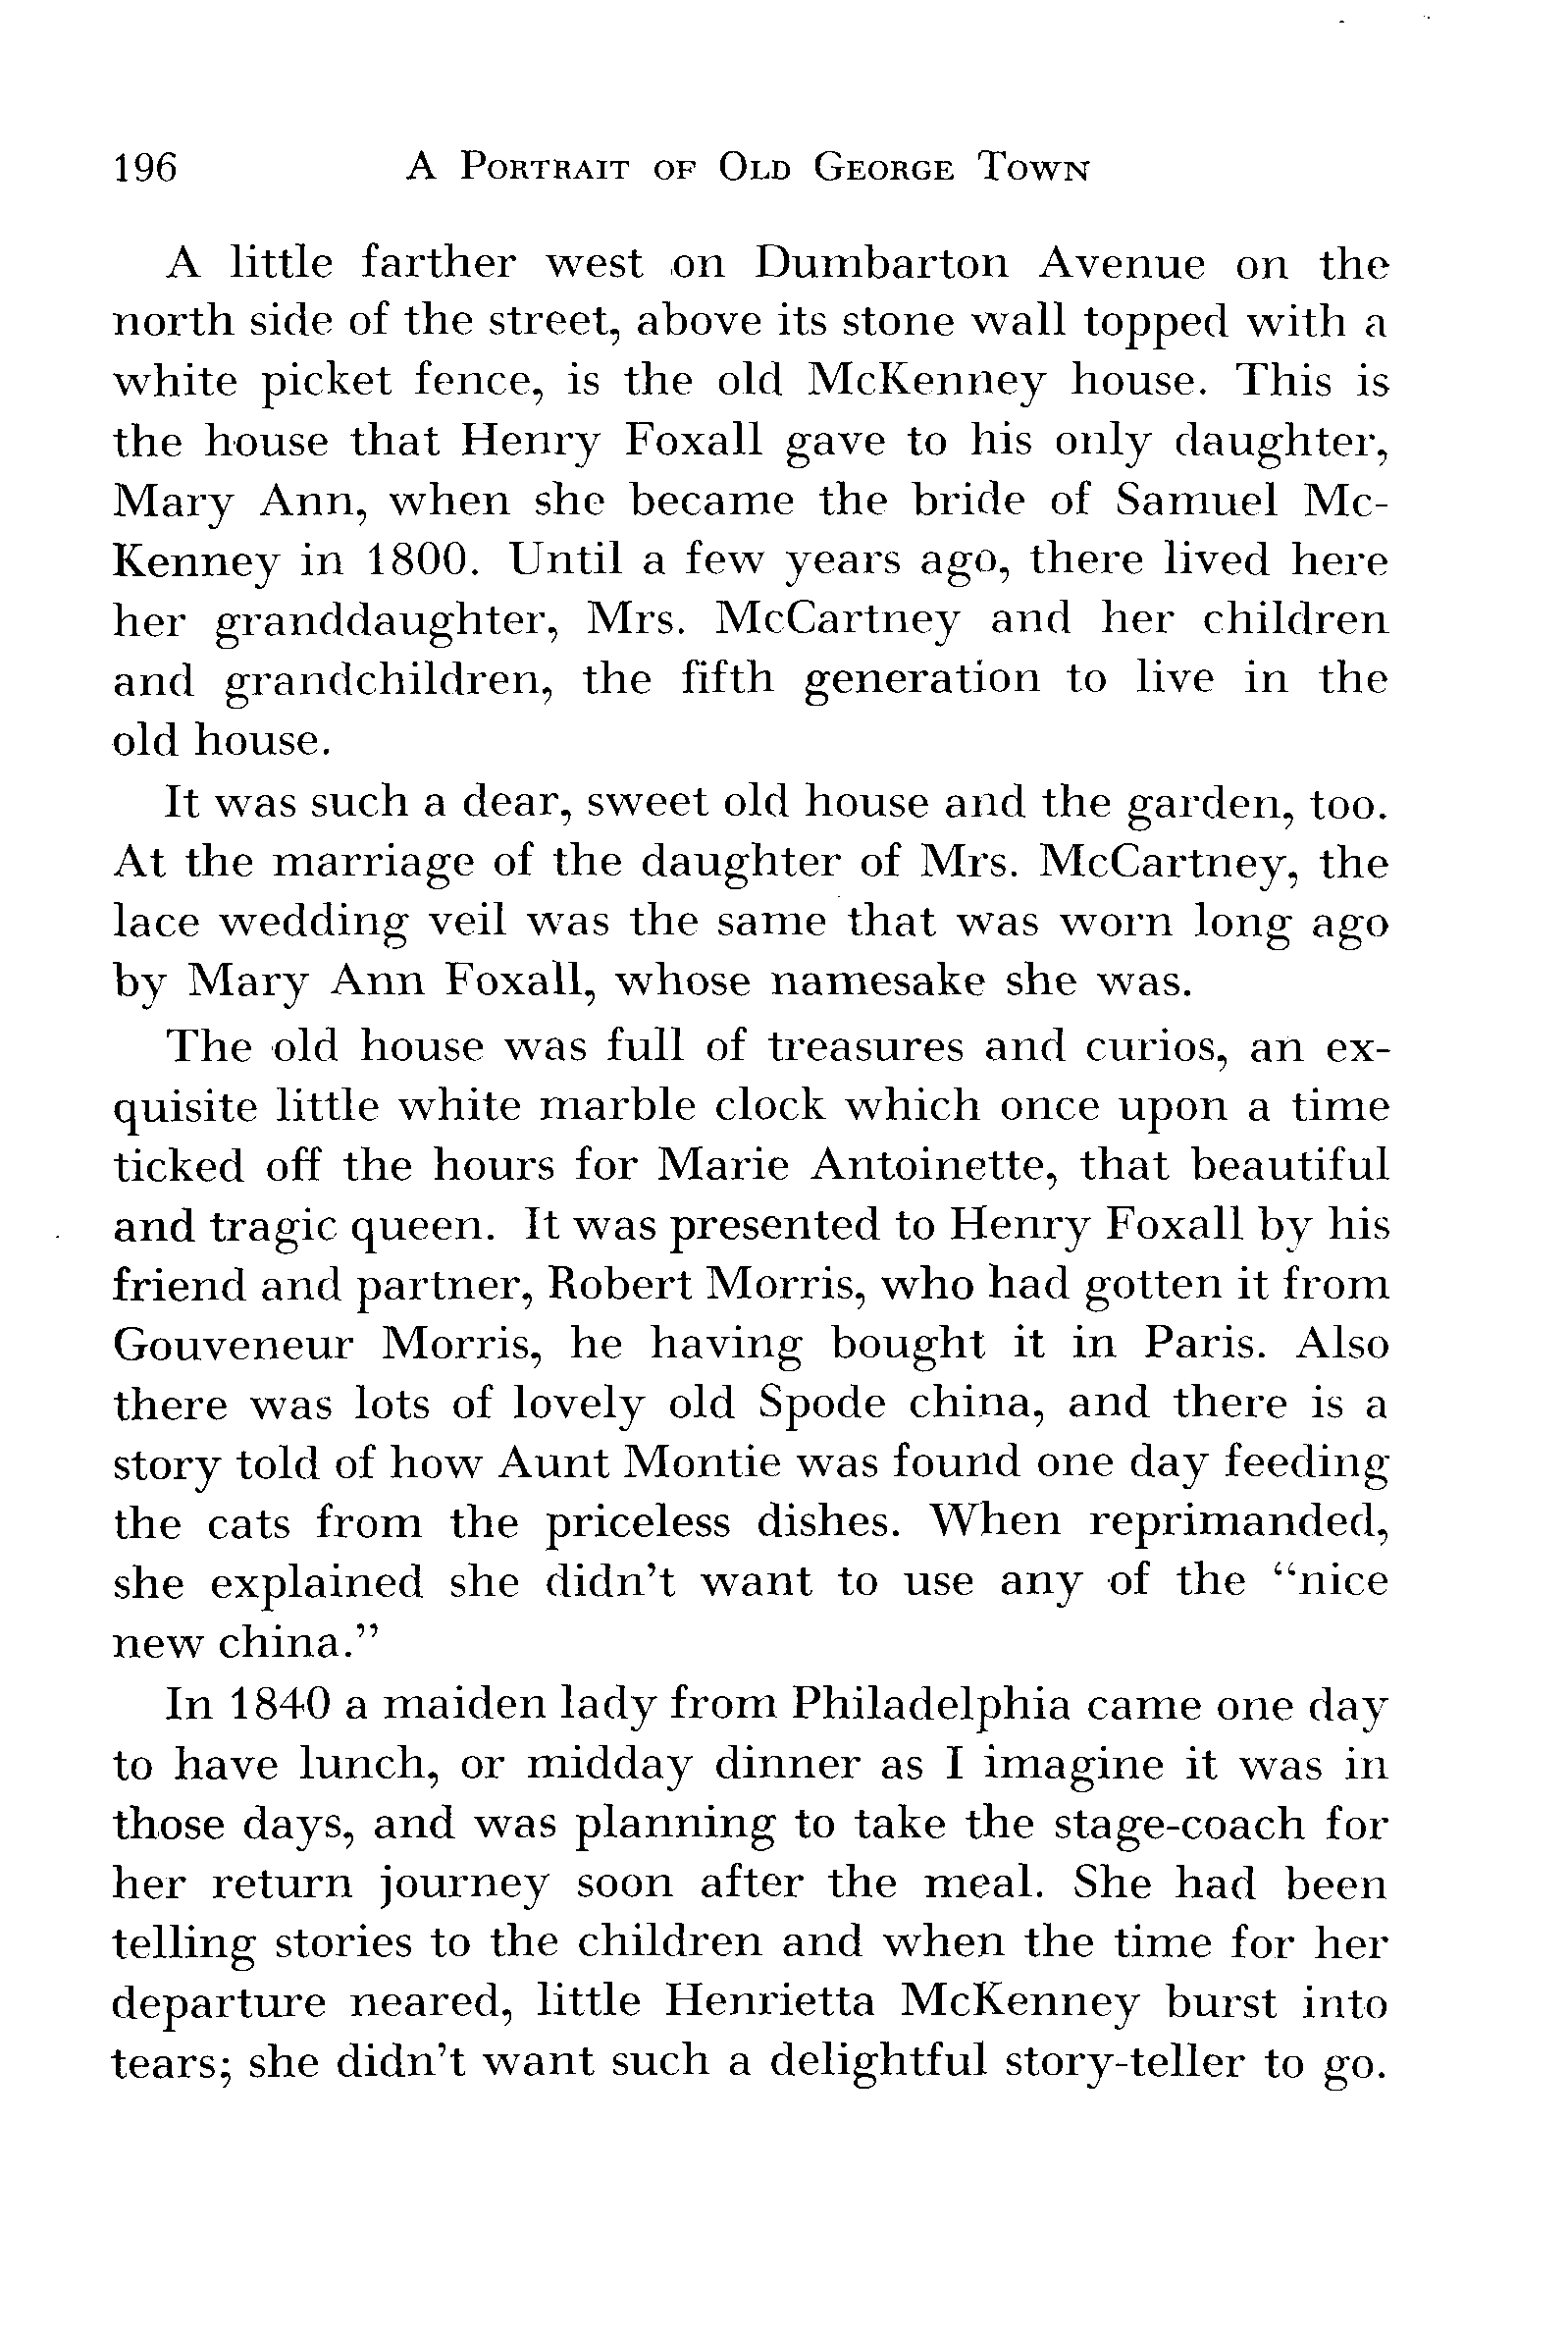 196 A Portrait of Old George Town
A little farther west on Dumbarton Avenue on the
north side of the street, above its stone wall topped with a
white picket fence, is the old McKenney house. This is
the house that Henry Foxall gave to his only daughter,
Mary Ann, when she became the bride of Samuel Mc-
Kenney in 1800. Until a few years ago, there lived here
her granddaughter, Mrs. McCartney and her children
and grandchildren, the fifth generation to live in the
old house.
It was such a dear, sweet old house and the garden, too.
At the marriage of the daughter of Mrs. McCartney, the
lace wedding veil was the same that was worn long ago
by Mary Ann Foxall, whose namesake she was.
The old house was full of treasures and curios, an ex-
quisite little white marble clock which once upon a time
ticked off the hours for Marie Antoinette, that beautiful
and tragic queen. It was presented to Henry Foxall by his
friend and partner, Robert Morris, who had gotten it from
Gouveneur Morris, he having bought it in Paris. Also
there was lots of lovely old Spode china, and there is a
story told of how Aunt Montie was found one day feeding
the cats from the priceless dishes. When reprimanded,
she explained she didn't want to use any of the “nice
new china.”
In 1840 a maiden lady from Philadelphia came one day
to have lunch, or midday dinner as I imagine it was in
those days, and was planning to take the stage-coach for
her return journey soon after the meal. She had been
telling stories to the children and when the time for her
departure neared, little Henrietta McKenney burst into
tears; she didn't want such a delightful story-teller to go.